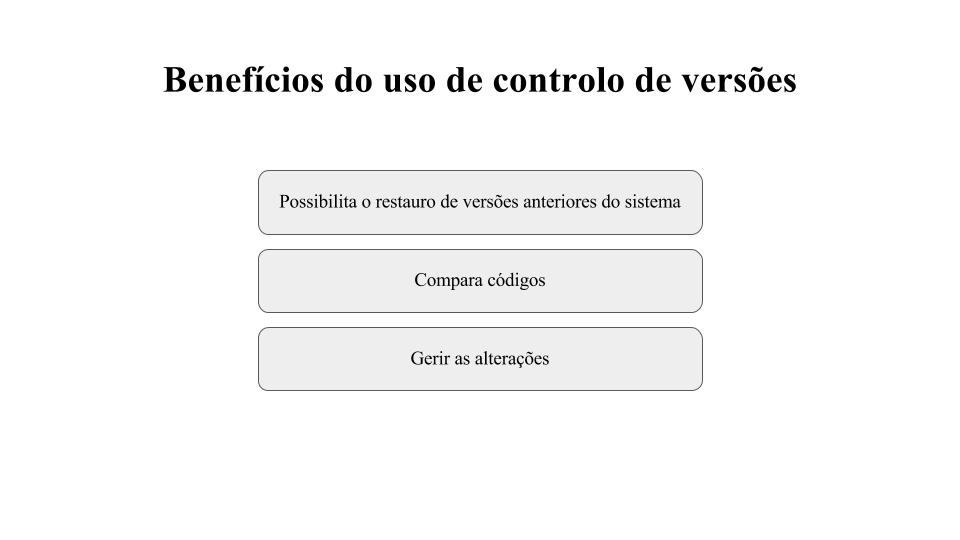 Benefícios do uso de controlo de versões
Possibilita o restauro de versões anteriores do sistema
Compara códigos
Gerir as alterações